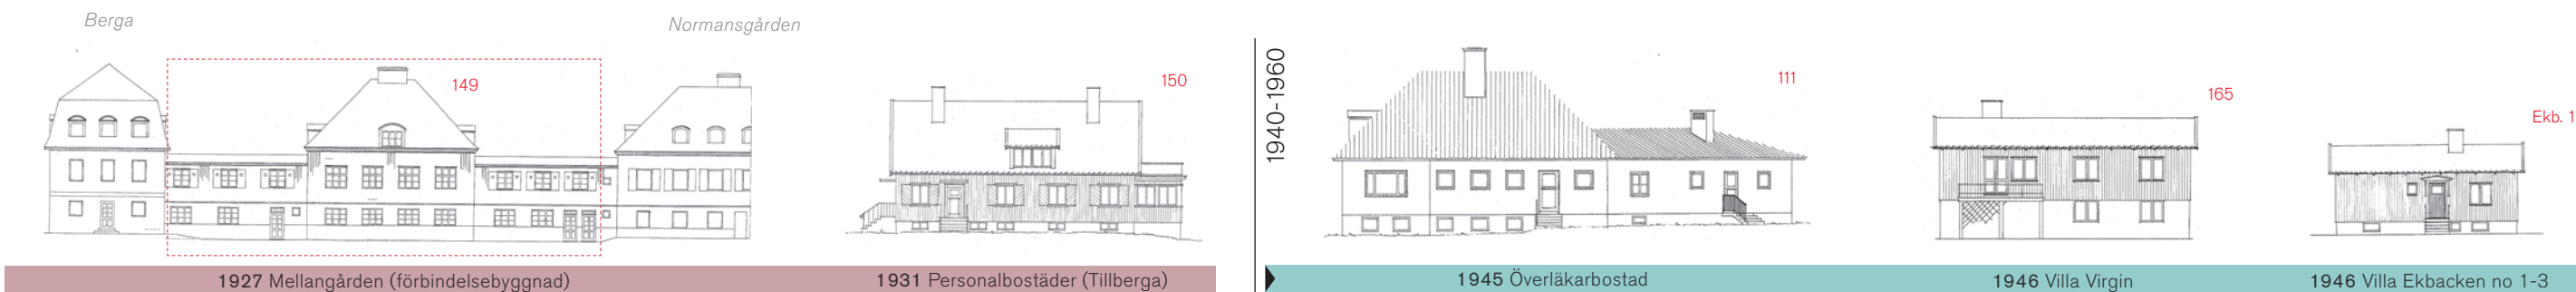 Berga
Normansgården
149
150
1940-1960
111
165
Ekb. 1
1927 Mellangården (förbindelsebyggnad)
1931 Personalbostäder (Tillberga)
1945 Överläkarbostad
1946 Villa Virgin
1946 Villa Ekbacken no 1-3